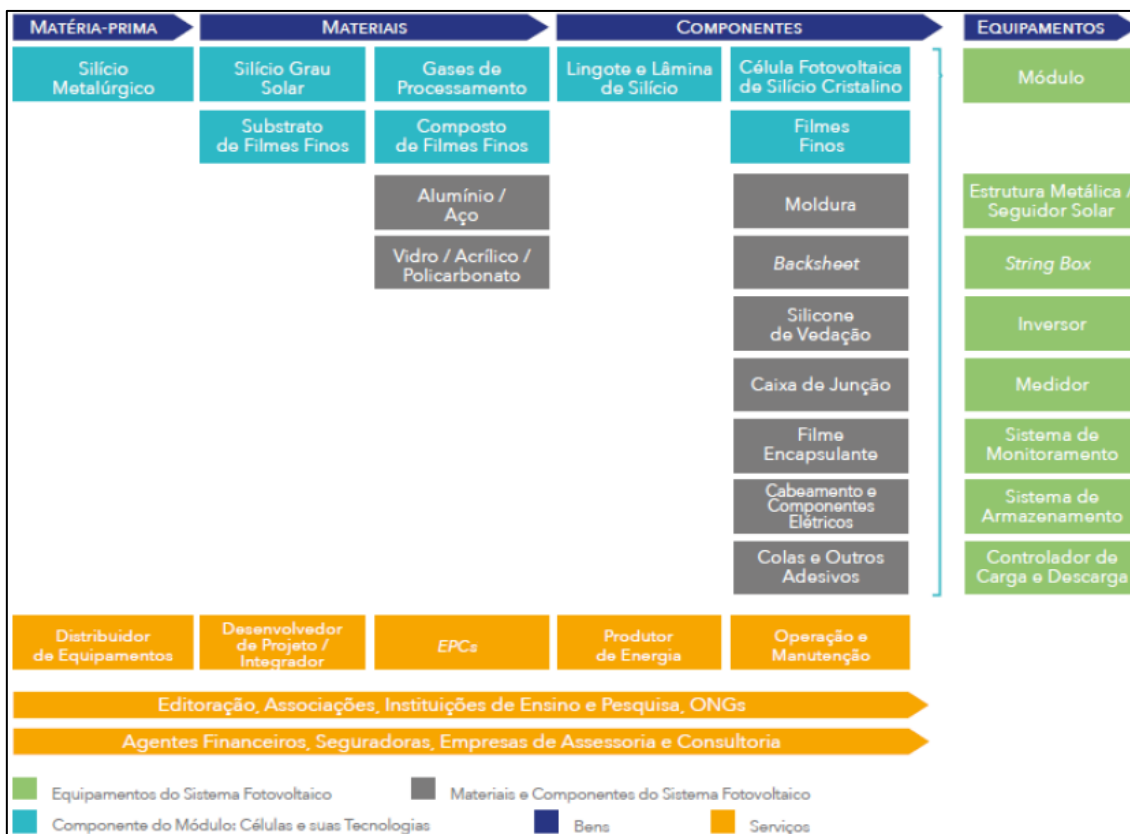 MATÉRIA-PRIMA
MATERIAIS
COMPONENTES
EQUIPAMENTOS
Silício
Metalúrgico
Silício Grau
Solar
Gases de
Processamento
Lingote e Lâmina
de Silício
Célula Fotovoltaica
de Silício Cristalino
Módulo
Substrato
de Filmes Finos
Composto
de Filmes Finos
Filmes
Finos
Alumínio /
Aço
Moldura
Estrutura Metálica /
Seguidor Solar
Vidro / Acrílico /
Policarbonato
Backsheet
String Box
Silicone
de Vedação
Inversor
Caixa de Junção
Medidor
Filme
Encapsulante
Sistema de
Monitoramento
Cabeamento e
Componentes
Elétricos
Sistema de
Armazenamento
Colas e Outros
Adesivos
Controlador de
Carga e Descarga
Distribuidor
de Equipamentos
Desenvolvedor
de Projeto /
Integrador
EPCs
Produtor
de Energia
Operação e
Manutenção
Editoração, Associações, Instituições de Ensino e Pesquisa, ONGs
Agentes Financeiros, Seguradoras, Empresas de Assessoria e Consultoria
Equipamentos do Sistema Fotovoltaico
Materiais e Componentes do Sistema Fotovoltaico
Componente do Módulo: Células e suas Tecnologias
Bens
Serviços